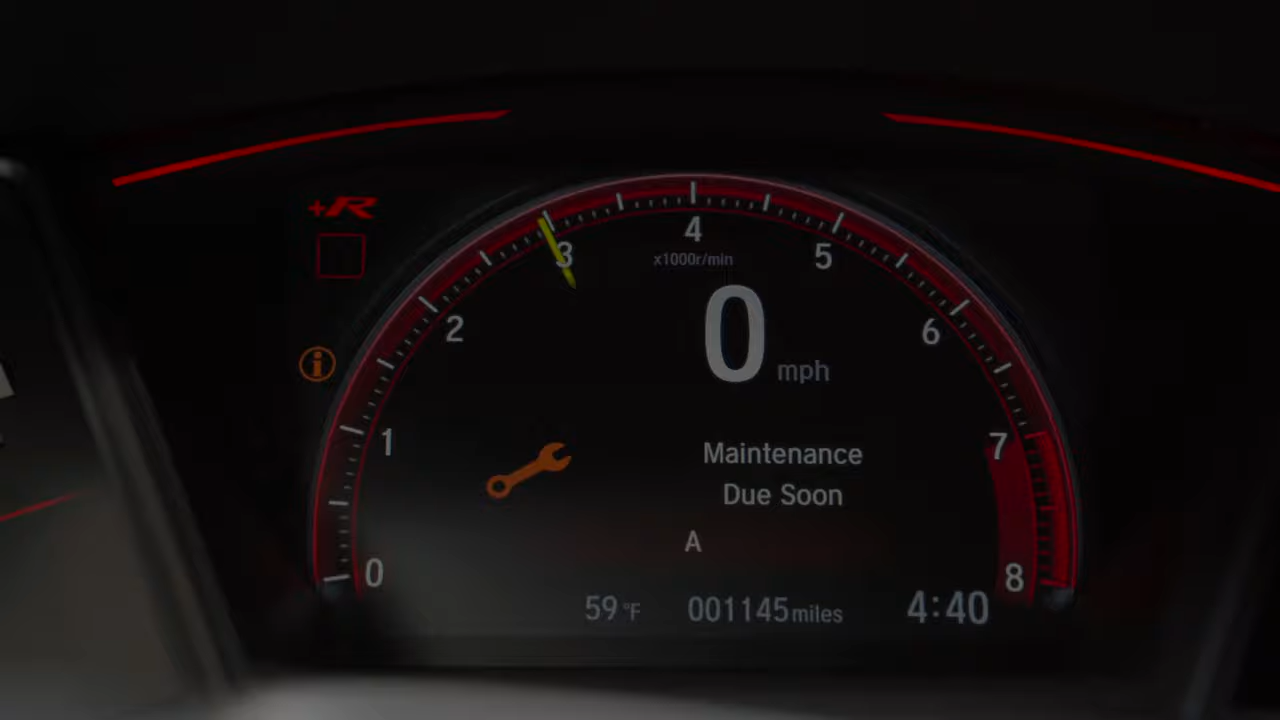 +R
4
3
5
x1000r/min
2
0
6
mph
1
7
Maintenance
Due Soon
A
0
8
59 °F
001145 miles
4:40